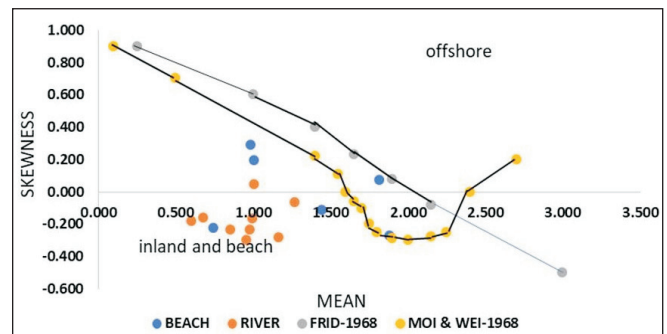 1.000
offshore
0.800
0.600
0.400
0.200
0.000
0.000 0.500 1.000 1.500 2.000 2.500 3.000 3.500
-0.200
inland and beach
-0.400
-0.600
SKEWNESS
MEAN
BEACH RIVER FRID-1968 MOI & WEI-1968